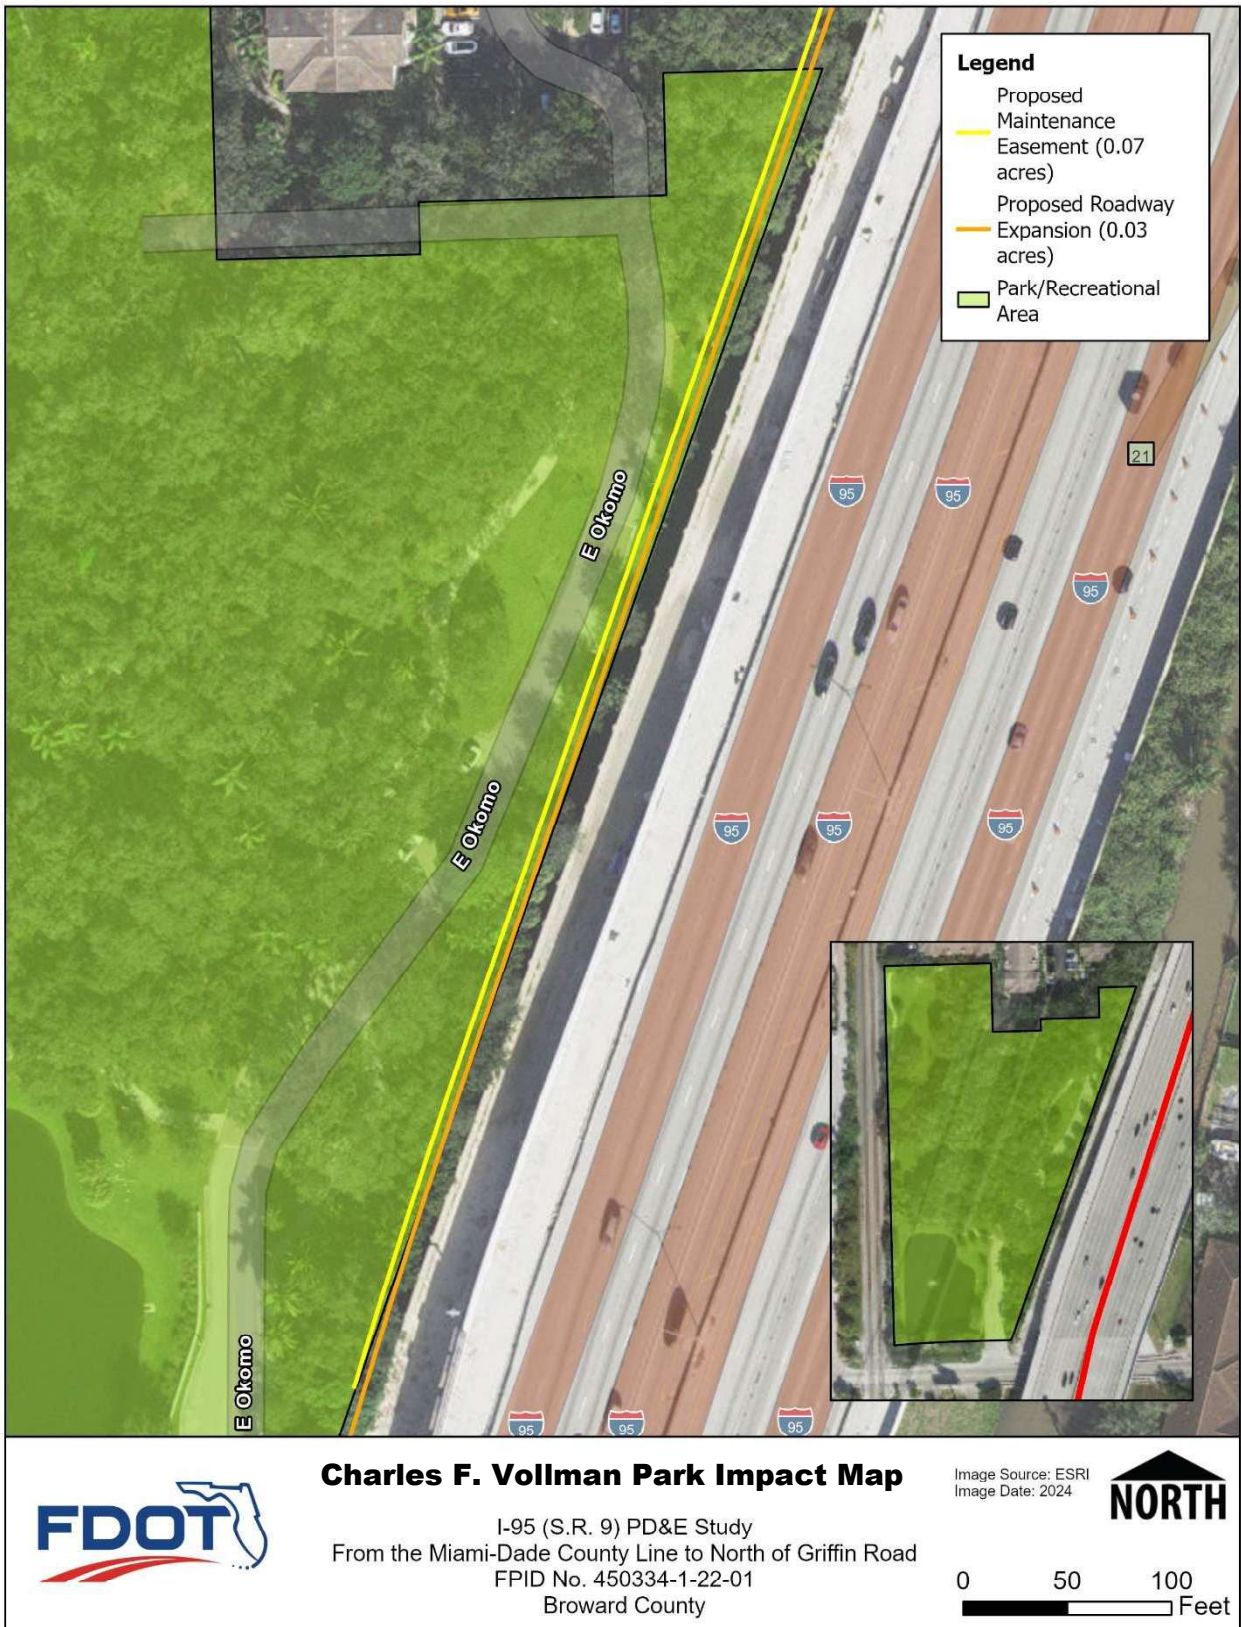 Legend
Proposed
Maintenance
Easement (0.07
acres)
Proposed Roadway
Expansion (0.03
acres)
Park/Recreational
Area
21
95
95
95
E Okomo
E Okomo
95
95
95
E Okomo
95
95
95
FDOT
Charles F. Vollman Park Impact Map
I-95 (S.R. 9) PD&E Study
From the Miami-Dade County Line to North of Griffin Road
FPID No. 450334-1-22-01
Broward County
Image Source: ESRI
Image Date: 2024
NORTH
0 50 100
Feet